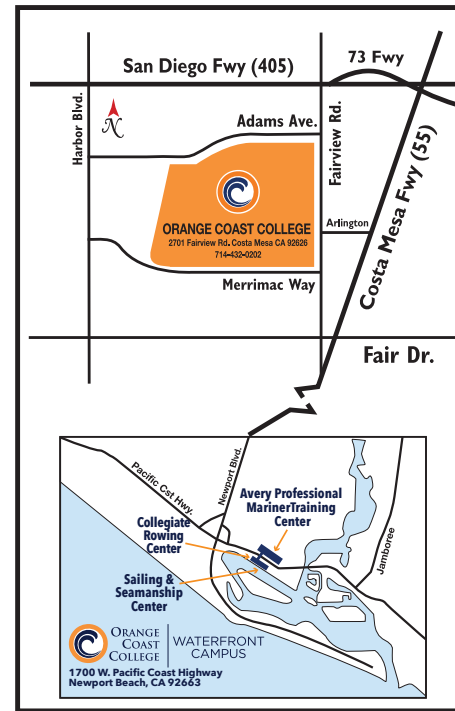 San Diego Fwy (405)
73 Fwy
Harbor Blvd.
N
Adams Ave.
Fairview Rd.
Costa Mesa Fwy (55)
ORANGE COAST COLLEGE
2701 Fairview Rd. Costa Mesa CA 92626
714-432-0202
Arlington
Merrimac Way
Fair Dr.
Pacific Cst Hwy.
Newport Blvd.
Jamboree
Avery Professional
MarinerTraining
Center
Collegiate
Rowing
Center
Sailing &
Seamanship
Center
ORANGE
COAST
COLLEGE
WATERFRONT
CAMPUS
1700 W. Pacific Coast Highway
Newport Beach, CA 92663